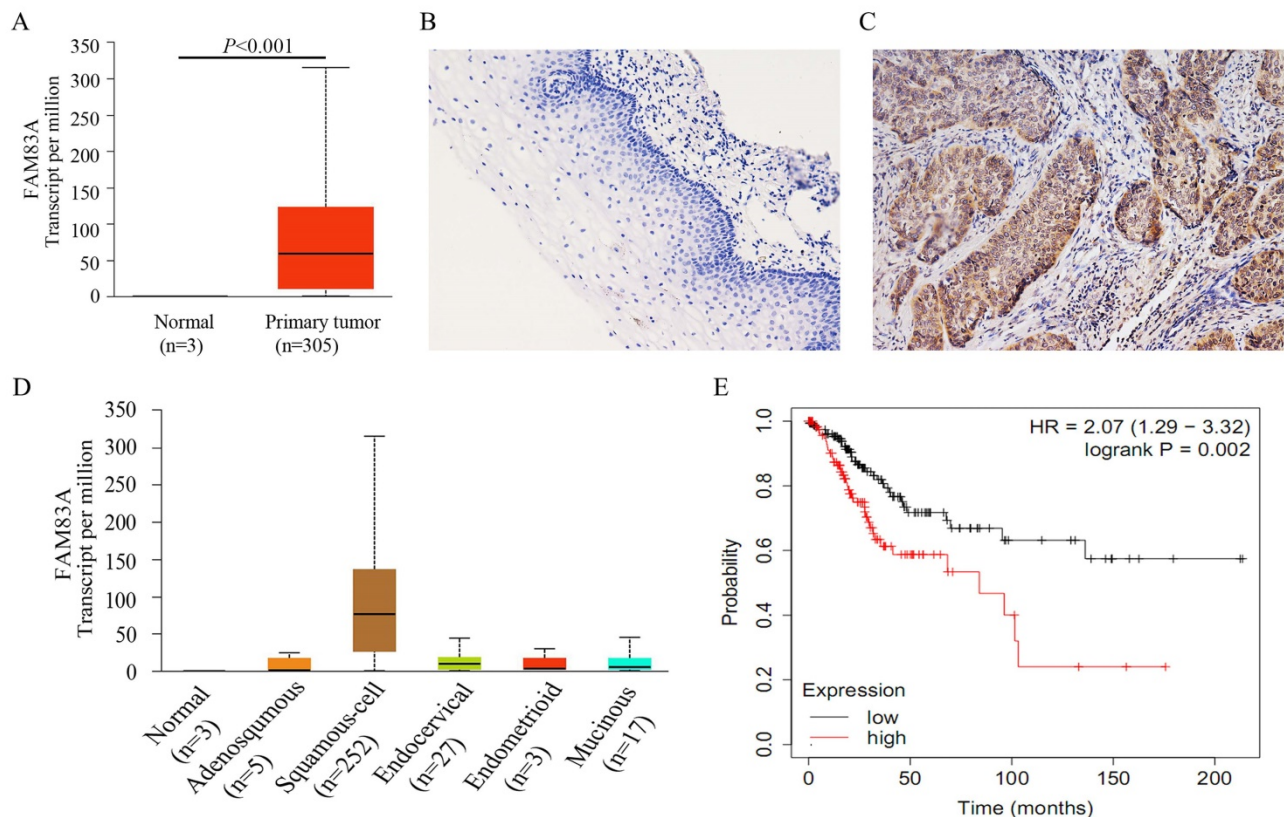 A
P<0.001
FAM83A
Transcript per million
350
300
250
200
150
100
50
0
Normal
(n=3)
Primary tumor
(n=305)
B
C
D
FAM83A
Transcript per million
350
300
250
200
150
100
50
0
Normal
(n=3)
Adenosqumous
(n=5)
Squamous-cell
(n=252)
Endocervical
(n=27)
Endometrioid
(n=3)
Mucinous
(n=17)
E
HR = 2.07 (1.29 − 3.32)
logrank P = 0.002
Probability
1.0
0.8
0.6
0.4
0.2
0.0
Expression
low
high
0
50
100
150
200
Time (months)